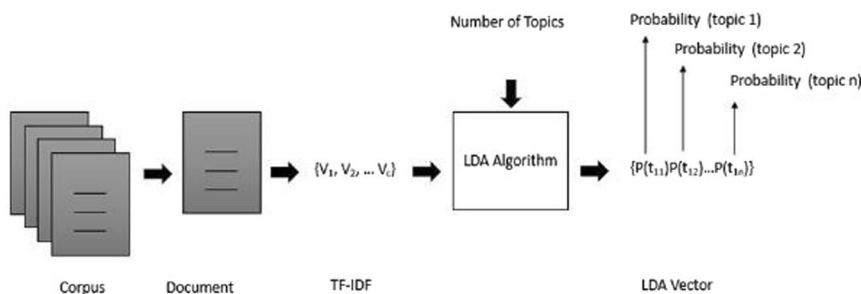 Number of Topics
Probability (topic 1)
Probability (topic 2)
Probability (topic n)
LDA Algorithm
{V₁, V₂, ... V꜀}
{P(t₁₁)P(t₁₂)...P(t₁ₙ)}
Corpus
Document
TF-IDF
LDA Vector